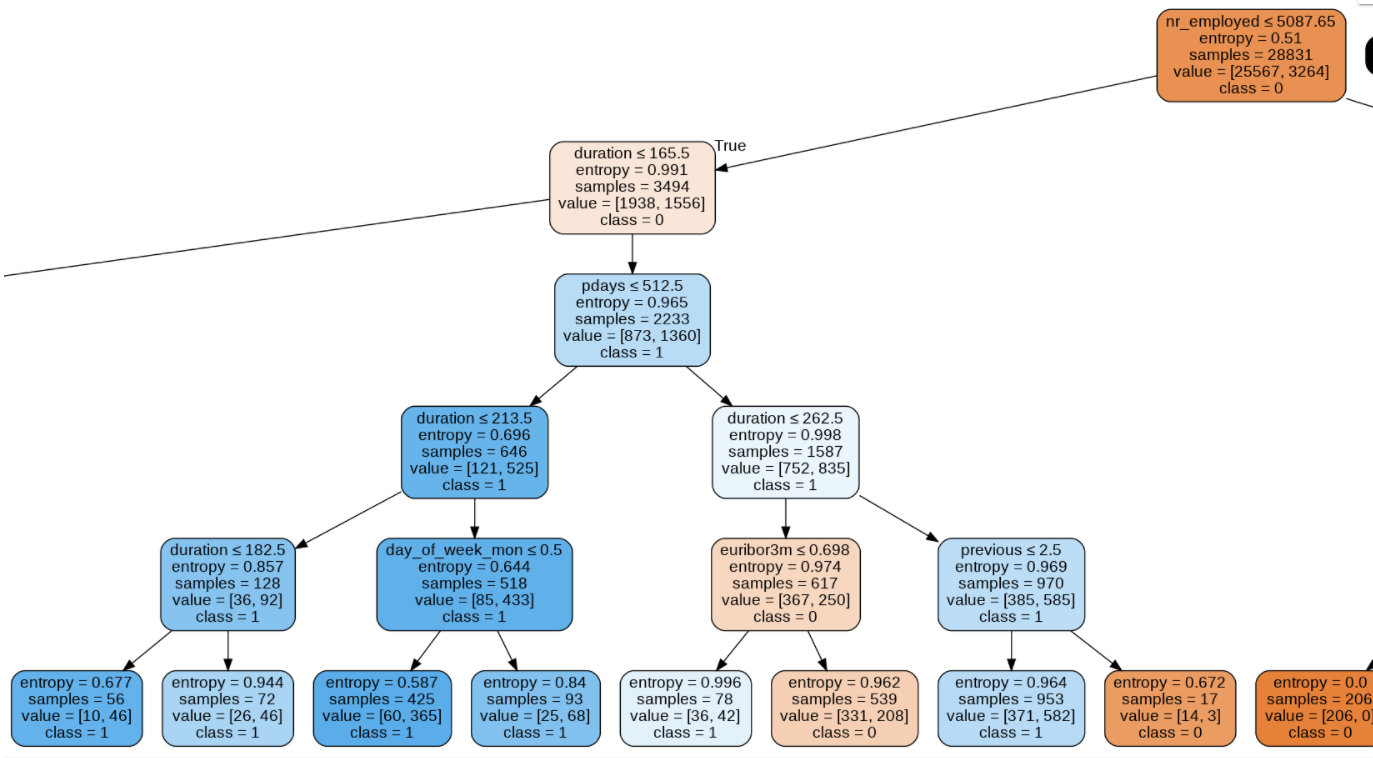 nr_employed ≤ 5087.65
entropy = 0.51
samples = 28831
value = [25567, 3264]
class = 0
True
duration ≤ 165.5
entropy = 0.991
samples = 3494
value = [1938, 1556]
class = 0
pdays ≤ 512.5
entropy = 0.965
samples = 2233
value = [873, 1360]
class = 1
duration ≤ 213.5
entropy = 0.696
samples = 646
value = [121, 525]
class = 1
duration ≤ 262.5
entropy = 0.998
samples = 1587
value = [752, 835]
class = 1
duration ≤ 182.5
entropy = 0.857
samples = 128
value = [36, 92]
class = 1
day_of_week_mon ≤ 0.5
entropy = 0.644
samples = 518
value = [85, 433]
class = 1
euribor3m ≤ 0.698
entropy = 0.974
samples = 617
value = [367, 250]
class = 0
previous ≤ 2.5
entropy = 0.969
samples = 970
value = [385, 585]
class = 1
entropy = 0.677
samples = 56
value = [10, 46]
class = 1
entropy = 0.944
samples = 72
value = [26, 46]
class = 1
entropy = 0.587
samples = 425
value = [60, 365]
class = 1
entropy = 0.84
samples = 93
value = [25, 68]
class = 1
entropy = 0.996
samples = 78
value = [36, 42]
class = 1
entropy = 0.962
samples = 539
value = [331, 208]
class = 0
entropy = 0.964
samples = 953
value = [371, 582]
class = 1
entropy = 0.672
samples = 17
value = [14, 3]
class = 0
entropy = 0.0
samples = 206
value = [206, 0]
class = 0